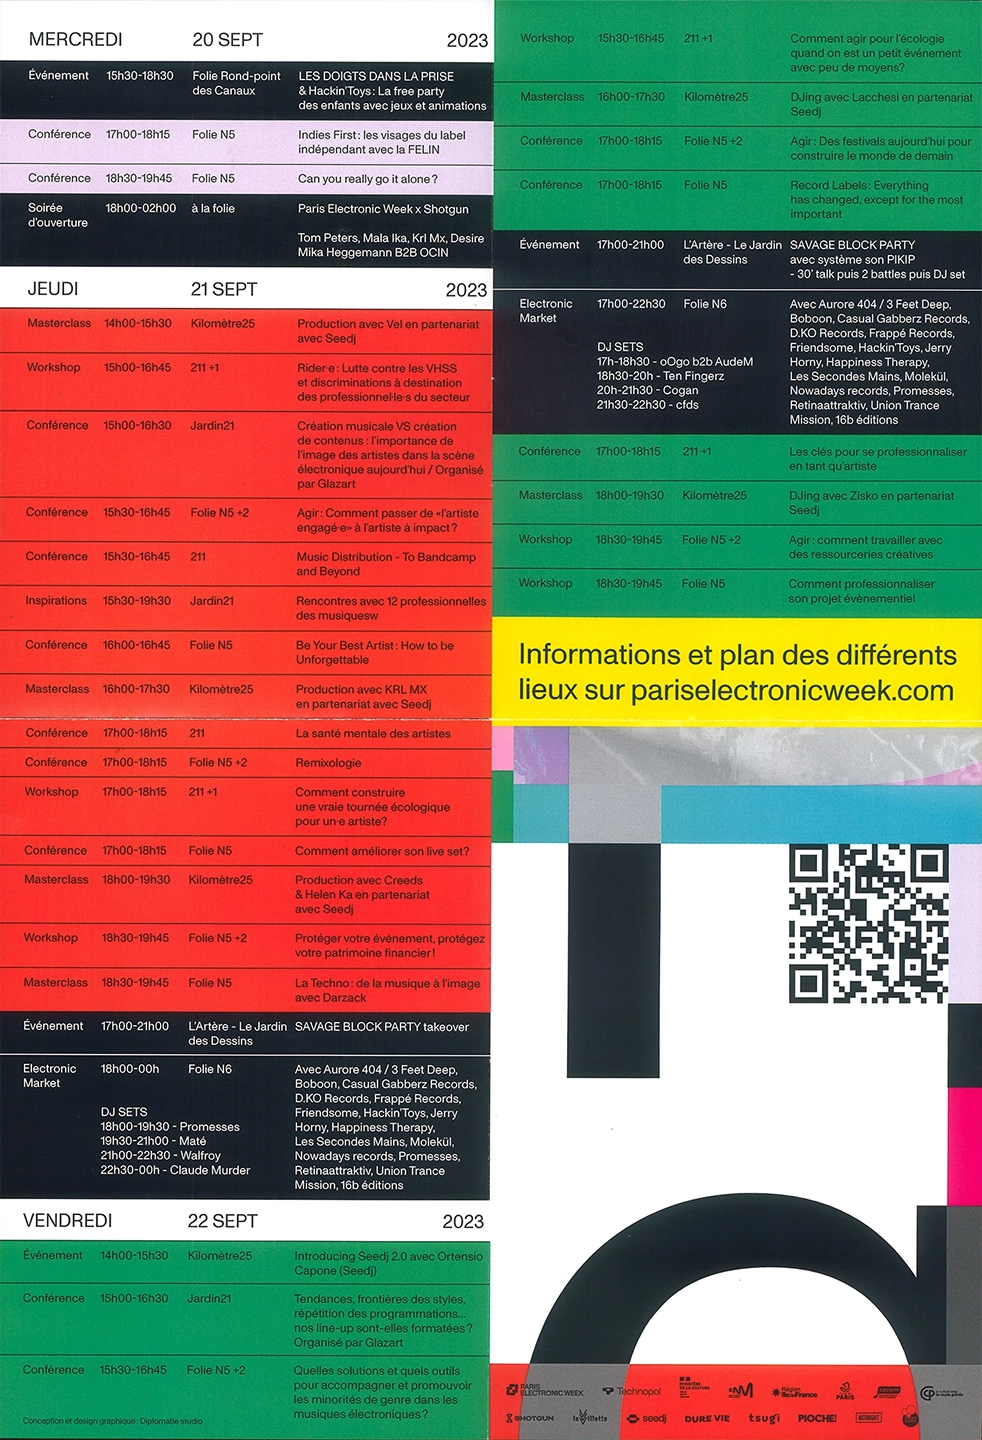 MERCREDI 20 SEPT 2023
Événement 15h30-18h30 Folie Rond-point LES DOIGTS DANS LA PRISE
des Canaux & Hackin'Toys : La free party
des enfants avec jeux et animations
Conférence 17h00-18h15 Folie N5 Indies First : les visages du label
indépendant avec la FELIN
Conférence 18h30-19h45 Folie N5 Can you really go it alone ?
Soirée 18h00-02h00 à la folie Paris Electronic Week x Shotgun
d'ouverture
Tom Peters, Mala Ika, Krl Mx, Desire
Mika Heggemann B2B OCIN
JEUDI 21 SEPT 2023
Masterclass 14h00-15h30 Kilomètre25 Production avec Vel en partenariat
avec Seedj
Workshop 15h00-16h45 211 +1 Rider·e : Lutte contre les VHSS
et discriminations à destination
des professionnel·le·s du secteur
Conférence 15h00-16h30 Jardin21 Création musicale VS création
de contenus : l'importance de
l'image des artistes dans la scène
électronique aujourd'hui / Organisé
par Glazart
Conférence 15h30-16h45 Folie N5 +2 Agir : Comment passer de «l'artiste
engagé·e» à l'artiste à impact ?
Conférence 15h30-16h45 211 Music Distribution - To Bandcamp
and Beyond
Inspirations 15h30-19h30 Jardin21 Rencontres avec 12 professionnelles
des musiquesw
Conférence 16h00-16h45 Folie N5 Be Your Best Artist : How to be
Unforgettable
Masterclass 16h00-17h30 Kilomètre25 Production avec KRL MX
en partenariat avec Seedj
Conférence 17h00-18h15 211 La santé mentale des artistes
Conférence 17h00-18h15 Folie N5 +2 Remixologie
Workshop 17h00-18h15 211 +1 Comment construire
une vraie tournée écologique
pour un·e artiste?
Conférence 17h00-18h15 Folie N5 Comment améliorer son live set?
Masterclass 18h00-19h30 Kilomètre25 Production avec Creeds
& Helen Ka en partenariat
avec Seedj
Workshop 18h30-19h45 Folie N5 +2 Protéger votre événement, protégez
votre patrimoine financier !
Masterclass 18h30-19h45 Folie N5 La Techno : de la musique à l'image
avec Darzack
Événement 17h00-21h00 L'Artère - Le Jardin SAVAGE BLOCK PARTY takeover
des Dessins
Electronic 18h00-00h Folie N6 Avec Aurore 404 / 3 Feet Deep,
Market Boboon, Casual Gabberz Records,
D.KO Records, Frappé Records,
DJ SETS Friendsome, Hackin'Toys, Jerry
18h00-19h30 - Promesses Horny, Happiness Therapy,
19h30-21h00 - Maté Les Secondes Mains, Molekül,
21h00-22h30 - Walfroy Nowadays records, Promesses,
22h30-00h - Claude Murder Retinaattraktiv, Union Trance
Mission, 16b éditions
VENDREDI 22 SEPT 2023
Événement 14h00-15h30 Kilomètre25 Introducing Seedj 2.0 avec Ortensio
Capone (Seedj)
Conférence 15h00-16h30 Jardin21 Tendances, frontières des styles,
répétition des programmations...
nos line-up sont-elles formatées ?
Organisé par Glazart
Conférence 15h30-16h45 Folie N5 +2 Quelles solutions et quels outils
pour accompagner et promouvoir
les minorités de genre dans les
musiques électroniques ?
Conception et design graphique : Diplomatie studio
Workshop 15h30-16h45 211 +1 Comment agir pour l'écologie
quand on est un petit événement
avec peu de moyens?
Masterclass 16h00-17h30 Kilomètre25 DJing avec Lacchesi en partenariat
Seedj
Conférence 17h00-18h15 Folie N5 +2 Agir : Des festivals aujourd'hui pour
construire le monde de demain
Conférence 17h00-18h15 Folie N5 Record Labels : Everything
has changed, except for the most
important
Événement 17h00-21h00 L'Artère - Le Jardin SAVAGE BLOCK PARTY
des Dessins avec système son PIKIP
- 30' talk puis 2 battles puis DJ set
Electronic 17h00-22h30 Folie N6 Avec Aurore 404 / 3 Feet Deep,
Market Boboon, Casual Gabberz Records,
D.KO Records, Frappé Records,
DJ SETS Friendsome, Hackin'Toys, Jerry
17h-18h30 - oOgo b2b AudeM Horny, Happiness Therapy,
18h30-20h - Ten Fingerz Les Secondes Mains, Molekül,
20h-21h30 - Cogan Nowadays records, Promesses,
21h30-22h30 - cfds Retinaattraktiv, Union Trance
Mission, 16b éditions
Conférence 17h00-18h15 211 +1 Les clés pour se professionnaliser
en tant qu'artiste
Masterclass 18h00-19h30 Kilomètre25 DJing avec Zisko en partenariat
Seedj
Workshop 18h30-19h45 Folie N5 +2 Agir : comment travailler avec
des ressourceries créatives
Workshop 18h30-19h45 Folie N5 Comment professionnaliser
son projet évènementiel
Informations et plan des différents
lieux sur pariselectronicweek.com
PARIS
ELECTRONIC WEEK Technopol MINISTÈRE DE LA CULTURE Région île de France PARIS
SHOTGUN la Villette seedj DURE VIE tsugi PIOCHE!